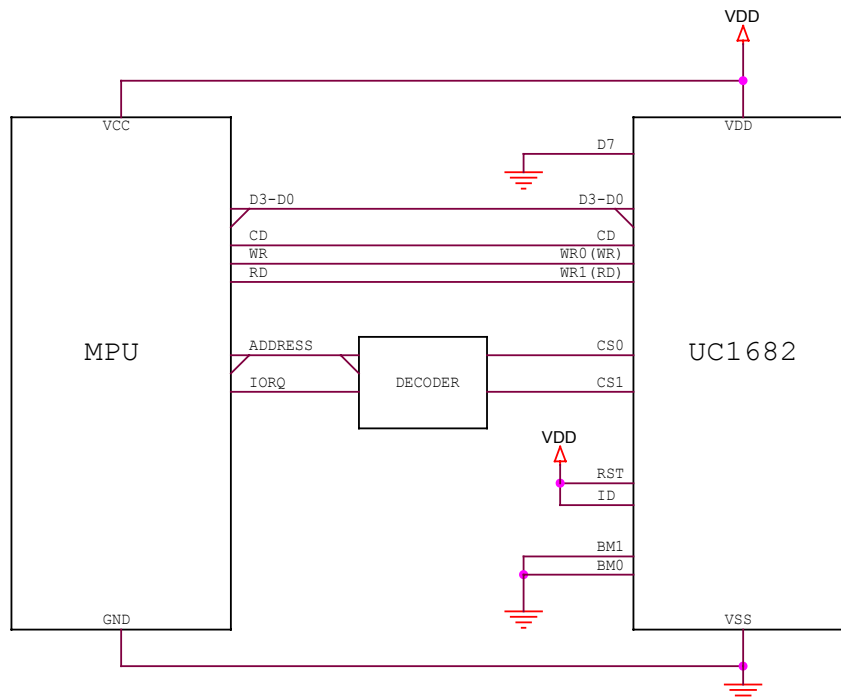 VDD
VCC VDD
D7
D3-D0 D3-D0
CD CD
WR WR0(WR)
RD WR1(RD)
MPU UC1682
ADDRESS CS0
DECODER
IORQ CS1
VDD
RST
ID
BM1
BM0
GND VSS